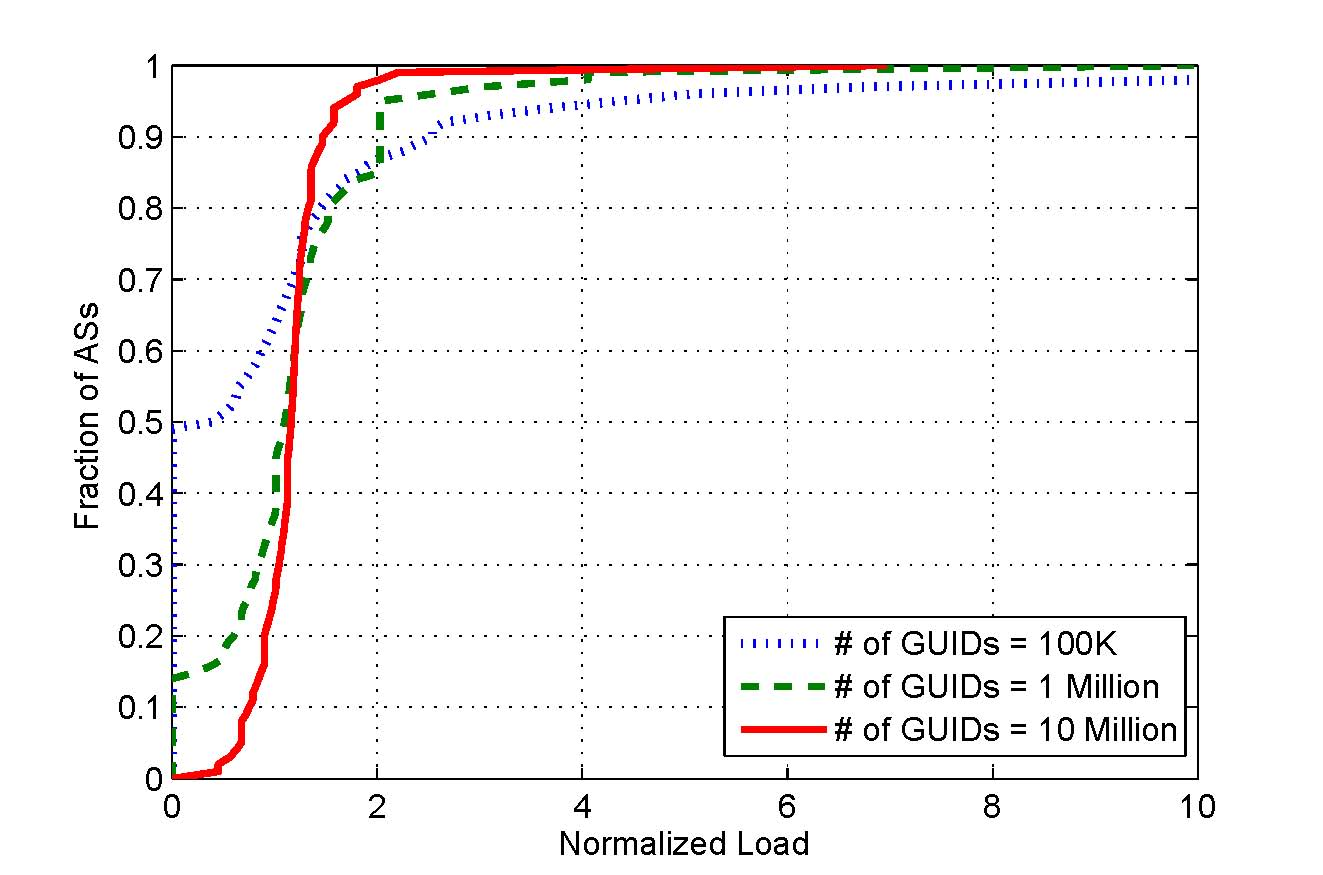 1
0.9
0.8
0.7
0.6
0.5
0.4
0.3
0.2
0.1
0
Fraction of ASs
# of GUIDs = 100K
# of GUIDs = 1 Million
# of GUIDs = 10 Million
0 2 4 6 8 10
Normalized Load